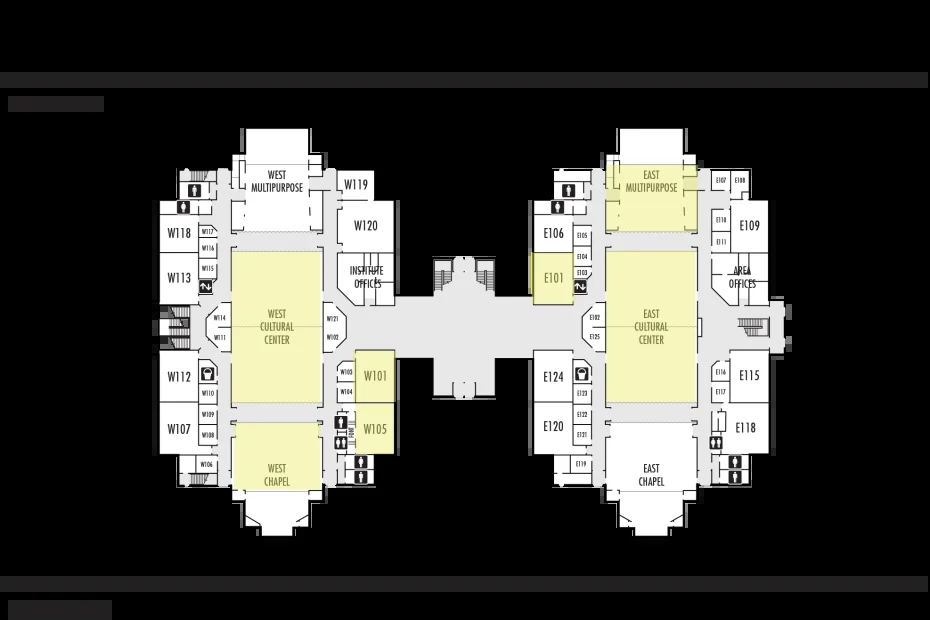 WEST
MULTIPURPOSE
W119
W118
W117
W116
W120
W113
W115
INSTITUTE
OFFICES
WEST
CULTURAL
CENTER
W114
W111
W121
W102
W112
W110
W109
W108
W107
W106
W103
W104
W101
W105
FONT
WEST
CHAPEL
EAST
MULTIPURPOSE
E107
E108
E106
E105
E104
E103
E101
E110
E111
E109
AREA
OFFICES
EAST
CULTURAL
CENTER
E102
E125
E124
E123
E122
E121
E120
E119
E116
E117
E115
E118
EAST
CHAPEL